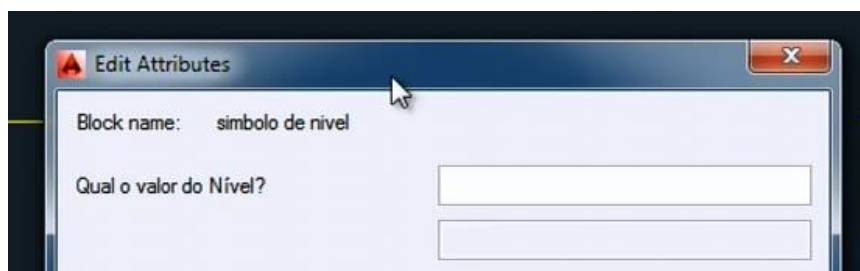 Edit Attributes
Block name: simbolo de nivel
Qual o valor do Nível?